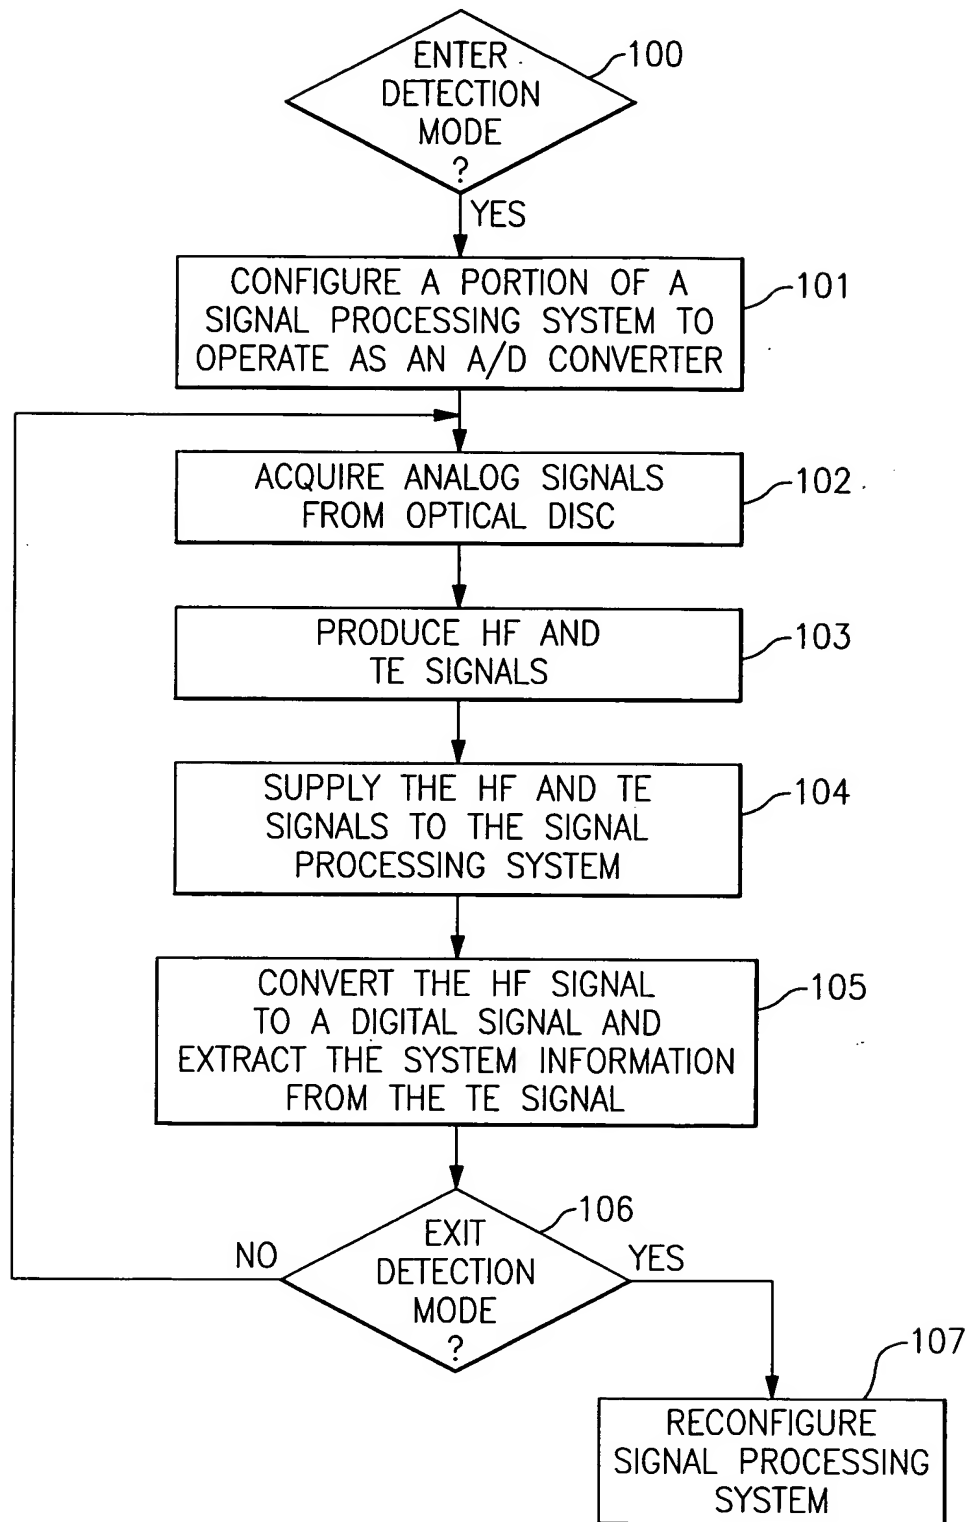 ENTER
DETECTION
MODE
?
100
YES
CONFIGURE A PORTION OF A
SIGNAL PROCESSING SYSTEM TO
OPERATE AS AN A/D CONVERTER
101
ACQUIRE ANALOG SIGNALS
FROM OPTICAL DISC
102
PRODUCE HF AND
TE SIGNALS
103
SUPPLY THE HF AND TE
SIGNALS TO THE SIGNAL
PROCESSING SYSTEM
104
CONVERT THE HF SIGNAL
TO A DIGITAL SIGNAL AND
EXTRACT THE SYSTEM INFORMATION
FROM THE TE SIGNAL
105
EXIT
DETECTION
MODE
?
106
NO
YES
107
RECONFIGURE
SIGNAL PROCESSING
SYSTEM